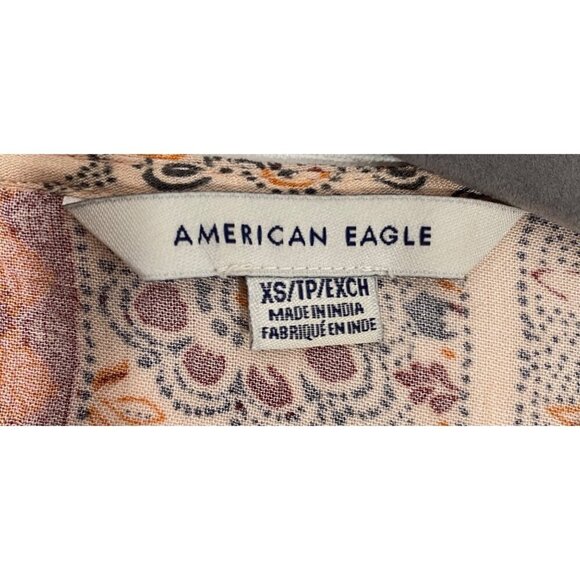 AMERICAN EAGLE
XS/TP/EXCH
MADE IN INDIA
FABRIQUÉ EN INDE